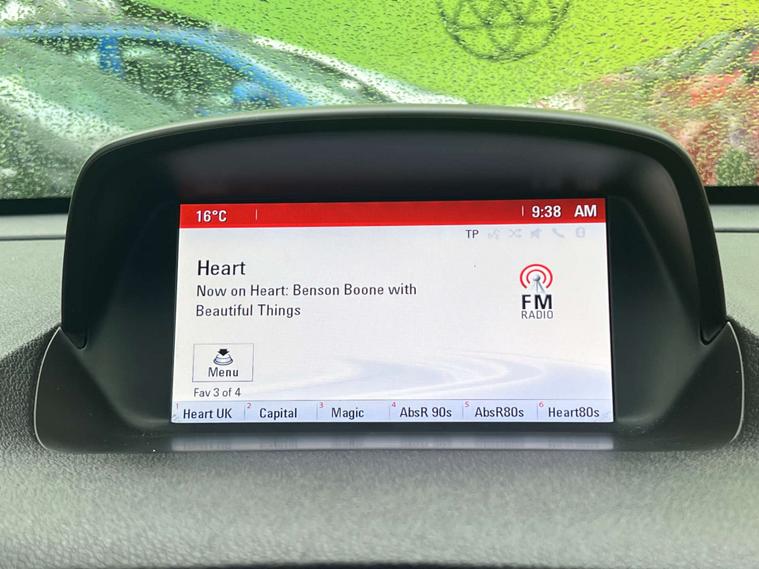 16°C 9:38 AM
TP
Heart
Now on Heart: Benson Boone with
Beautiful Things
FM
RADIO
Menu
Fav 3 of 4
1 Heart UK 2 Capital 3 Magic 4 AbsR 90s 5 AbsR80s 6 Heart80s